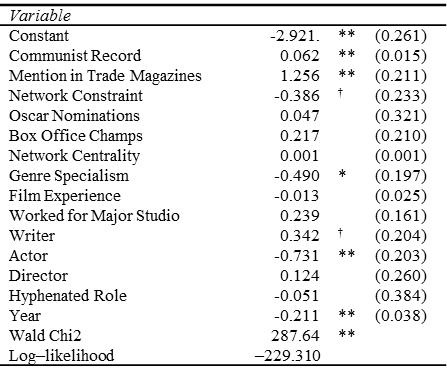 Variable
Constant -2.921. ** (0.261)
Communist Record 0.062 ** (0.015)
Mention in Trade Magazines 1.256 ** (0.211)
Network Constraint -0.386 † (0.233)
Oscar Nominations 0.047 (0.321)
Box Office Champs 0.217 (0.210)
Network Centrality 0.001 (0.001)
Genre Specialism -0.490 * (0.197)
Film Experience -0.013 (0.025)
Worked for Major Studio 0.239 (0.161)
Writer 0.342 † (0.204)
Actor -0.731 ** (0.203)
Director 0.124 (0.260)
Hyphenated Role -0.051 (0.384)
Year -0.211 ** (0.038)
Wald Chi2 287.64 **
Log–likelihood –229.310